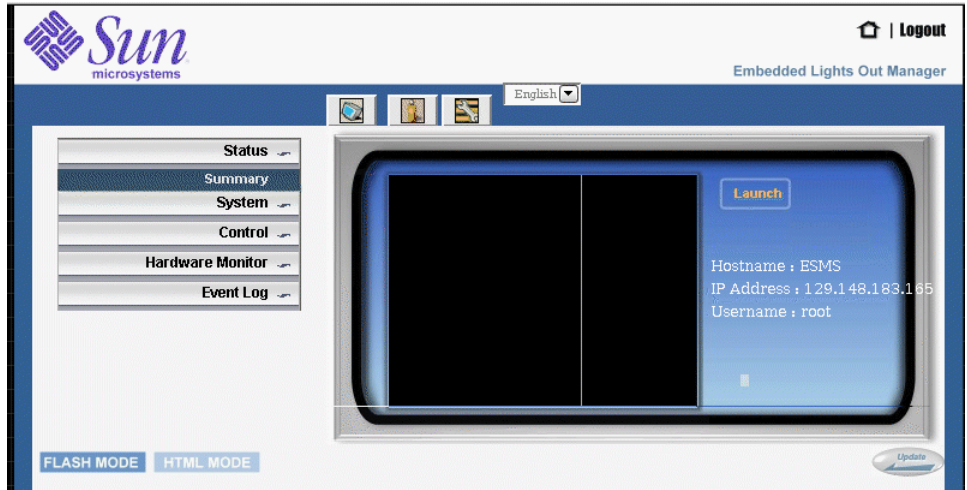 Sun
microsystems
| Logout
Embedded Lights Out Manager
English
Status
Summary
System
Control
Hardware Monitor
Event Log
Launch
Hostname : ESMS
IP Address : 129.148.183.165
Username : root
FLASH MODE HTML MODE
Update